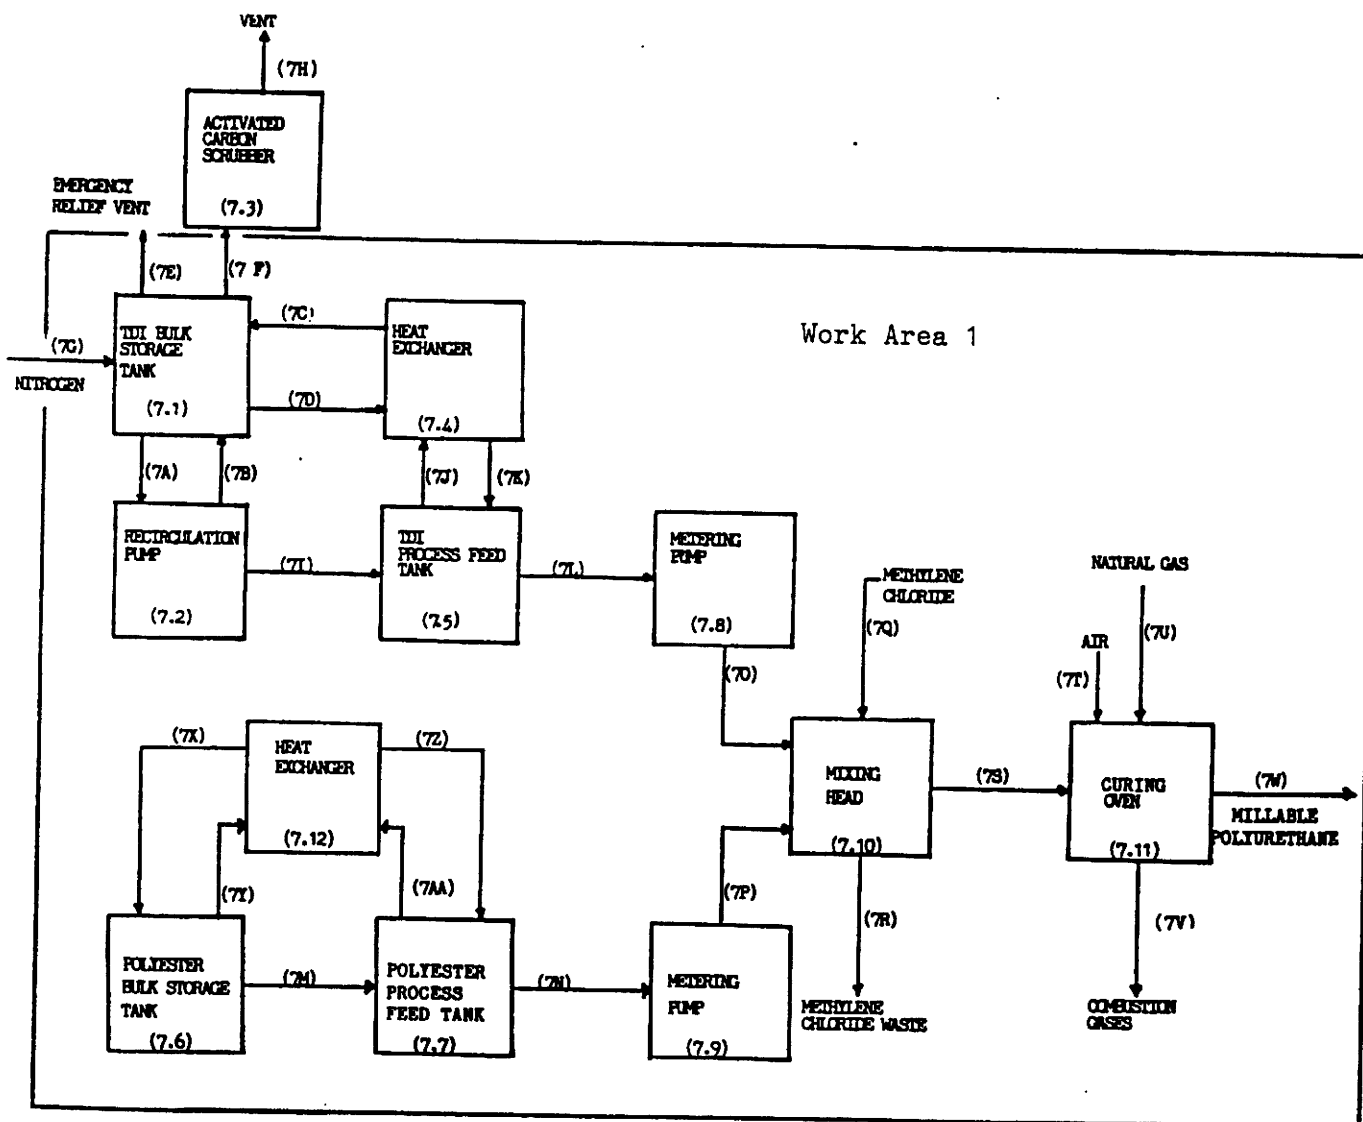 VENT
(7H)
ACTIVATED
CARBON
SCRUBBER
(7.3)
EMERGENCY
RELIEF VENT
(7E)
(7 F)
(7G)
NITROGEN
TDI BULK
STORAGE
TANK
(7.1)
(7C)
(7D)
HEAT
EXCHANGER
(7.4)
Work Area 1
(7A)
(7B)
(7J)
(7K)
RECIRCULATION
PUMP
(7.2)
(7I)
TDI
PROCESS FEED
TANK
(7.5)
(7L)
METERING
PUMP
(7.8)
METHYLENE
CHLORIDE
(7Q)
NATURAL GAS
(7U)
AIR
(7T)
(7O)
(7X)
HEAT
EXCHANGER
(7.12)
(7Z)
MIXING
HEAD
(7.10)
(7S)
CURING
OVEN
(7.11)
(7W)
MILLABLE
POLYURETHANE
(7Y)
(7AA)
(7P)
(7R)
(7V)
POLYESTER
BULK STORAGE
TANK
(7.6)
(7M)
POLYESTER
PROCESS
FEED TANK
(7.7)
(7N)
METERING
PUMP
(7.9)
METHYLENE
CHLORIDE WASTE
COMBUSTION
GASES